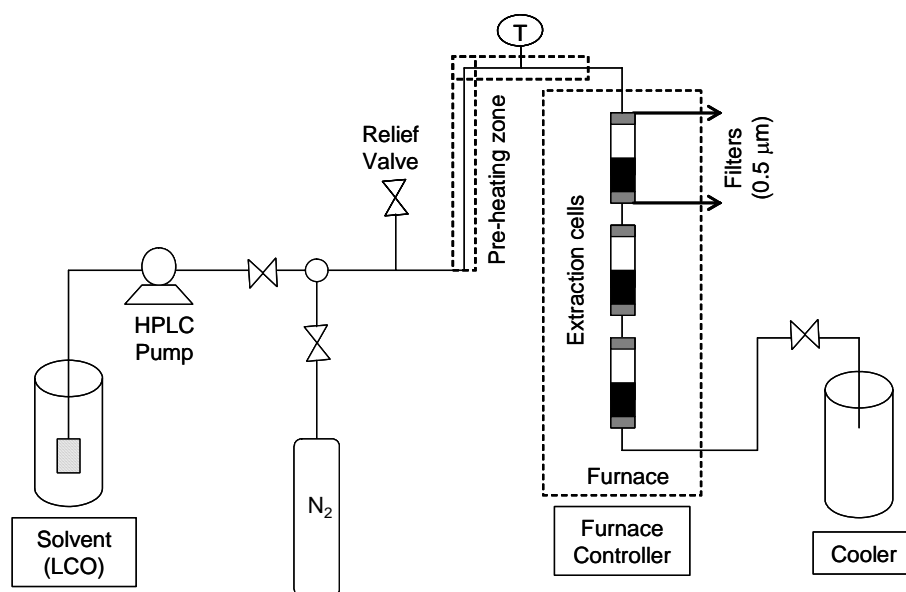 T
Relief
Valve
Pre-heating zone
Extraction cells
Filters
(0.5 μm)
HPLC
Pump
N2
Furnace
Solvent
(LCO)
Furnace
Controller
Cooler